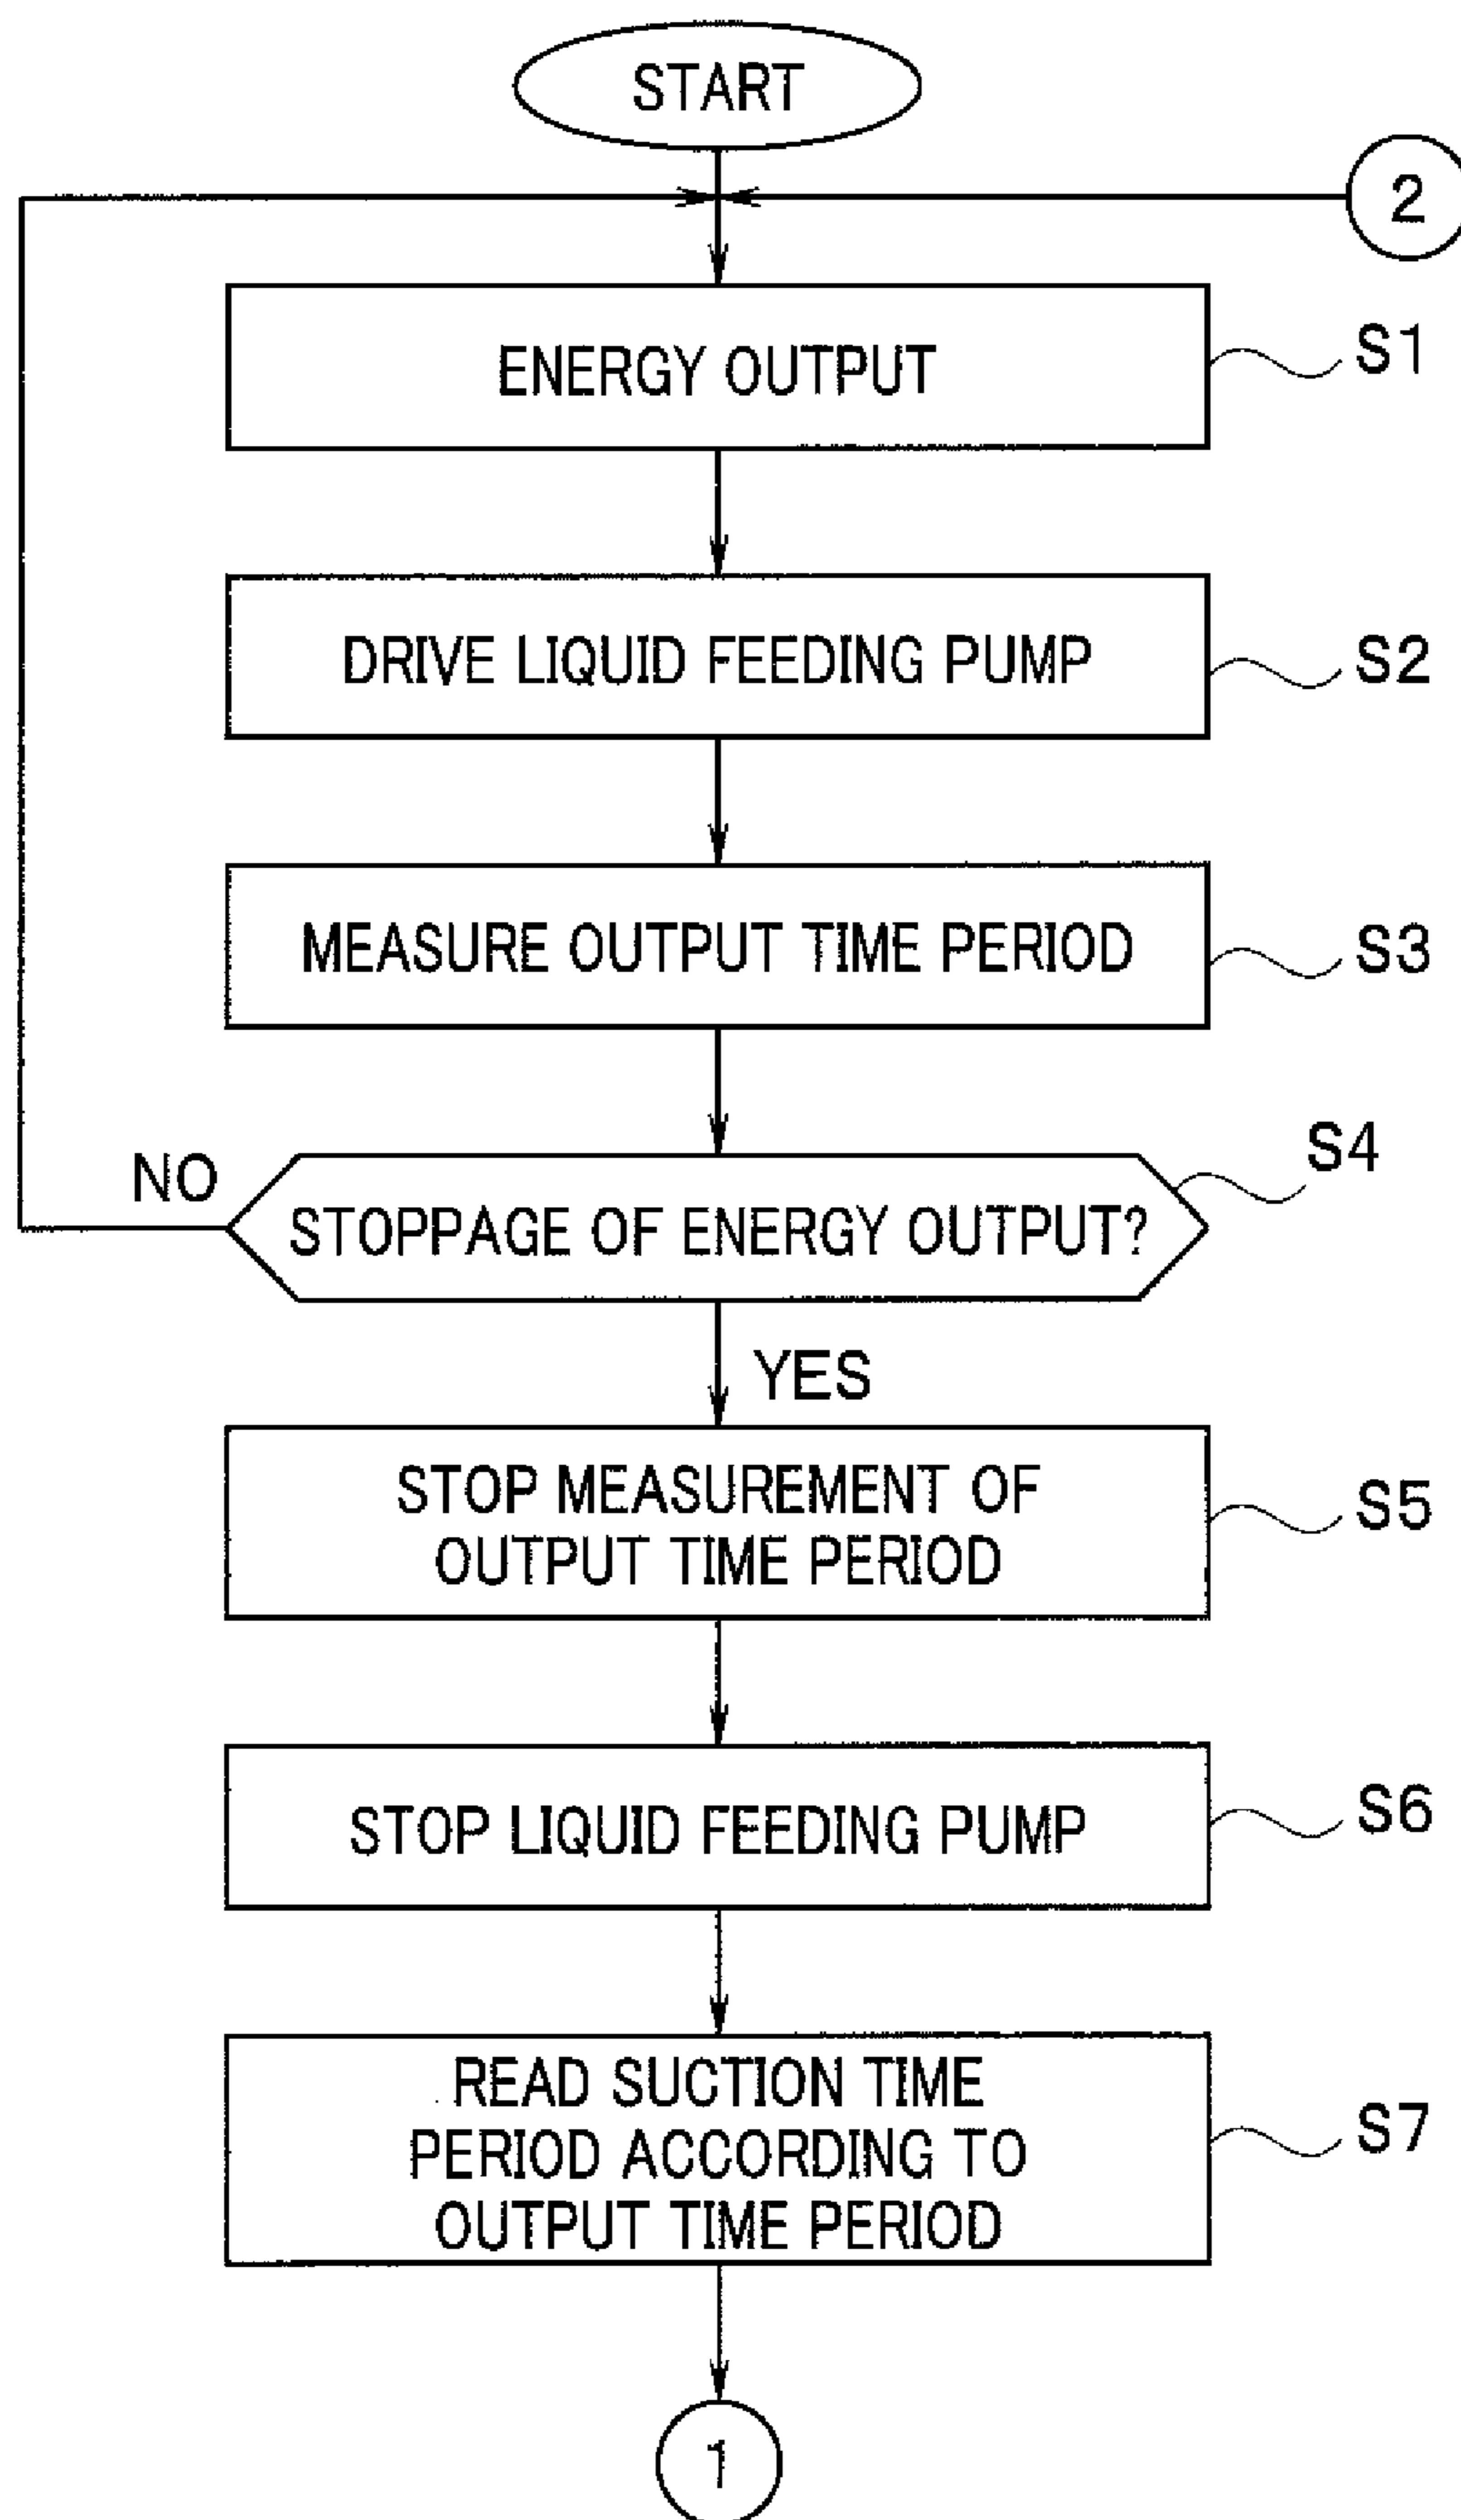 START
2
ENERGY OUTPUT
S1
DRIVE LIQUID FEEDING PUMP
S2
MEASURE OUTPUT TIME PERIOD
S3
S4
NO
STOPPAGE OF ENERGY OUTPUT?
YES
STOP MEASUREMENT OF
OUTPUT TIME PERIOD
S5
STOP LIQUID FEEDING PUMP
S6
READ SUCTION TIME
PERIOD ACCORDING TO
OUTPUT TIME PERIOD
S7
1